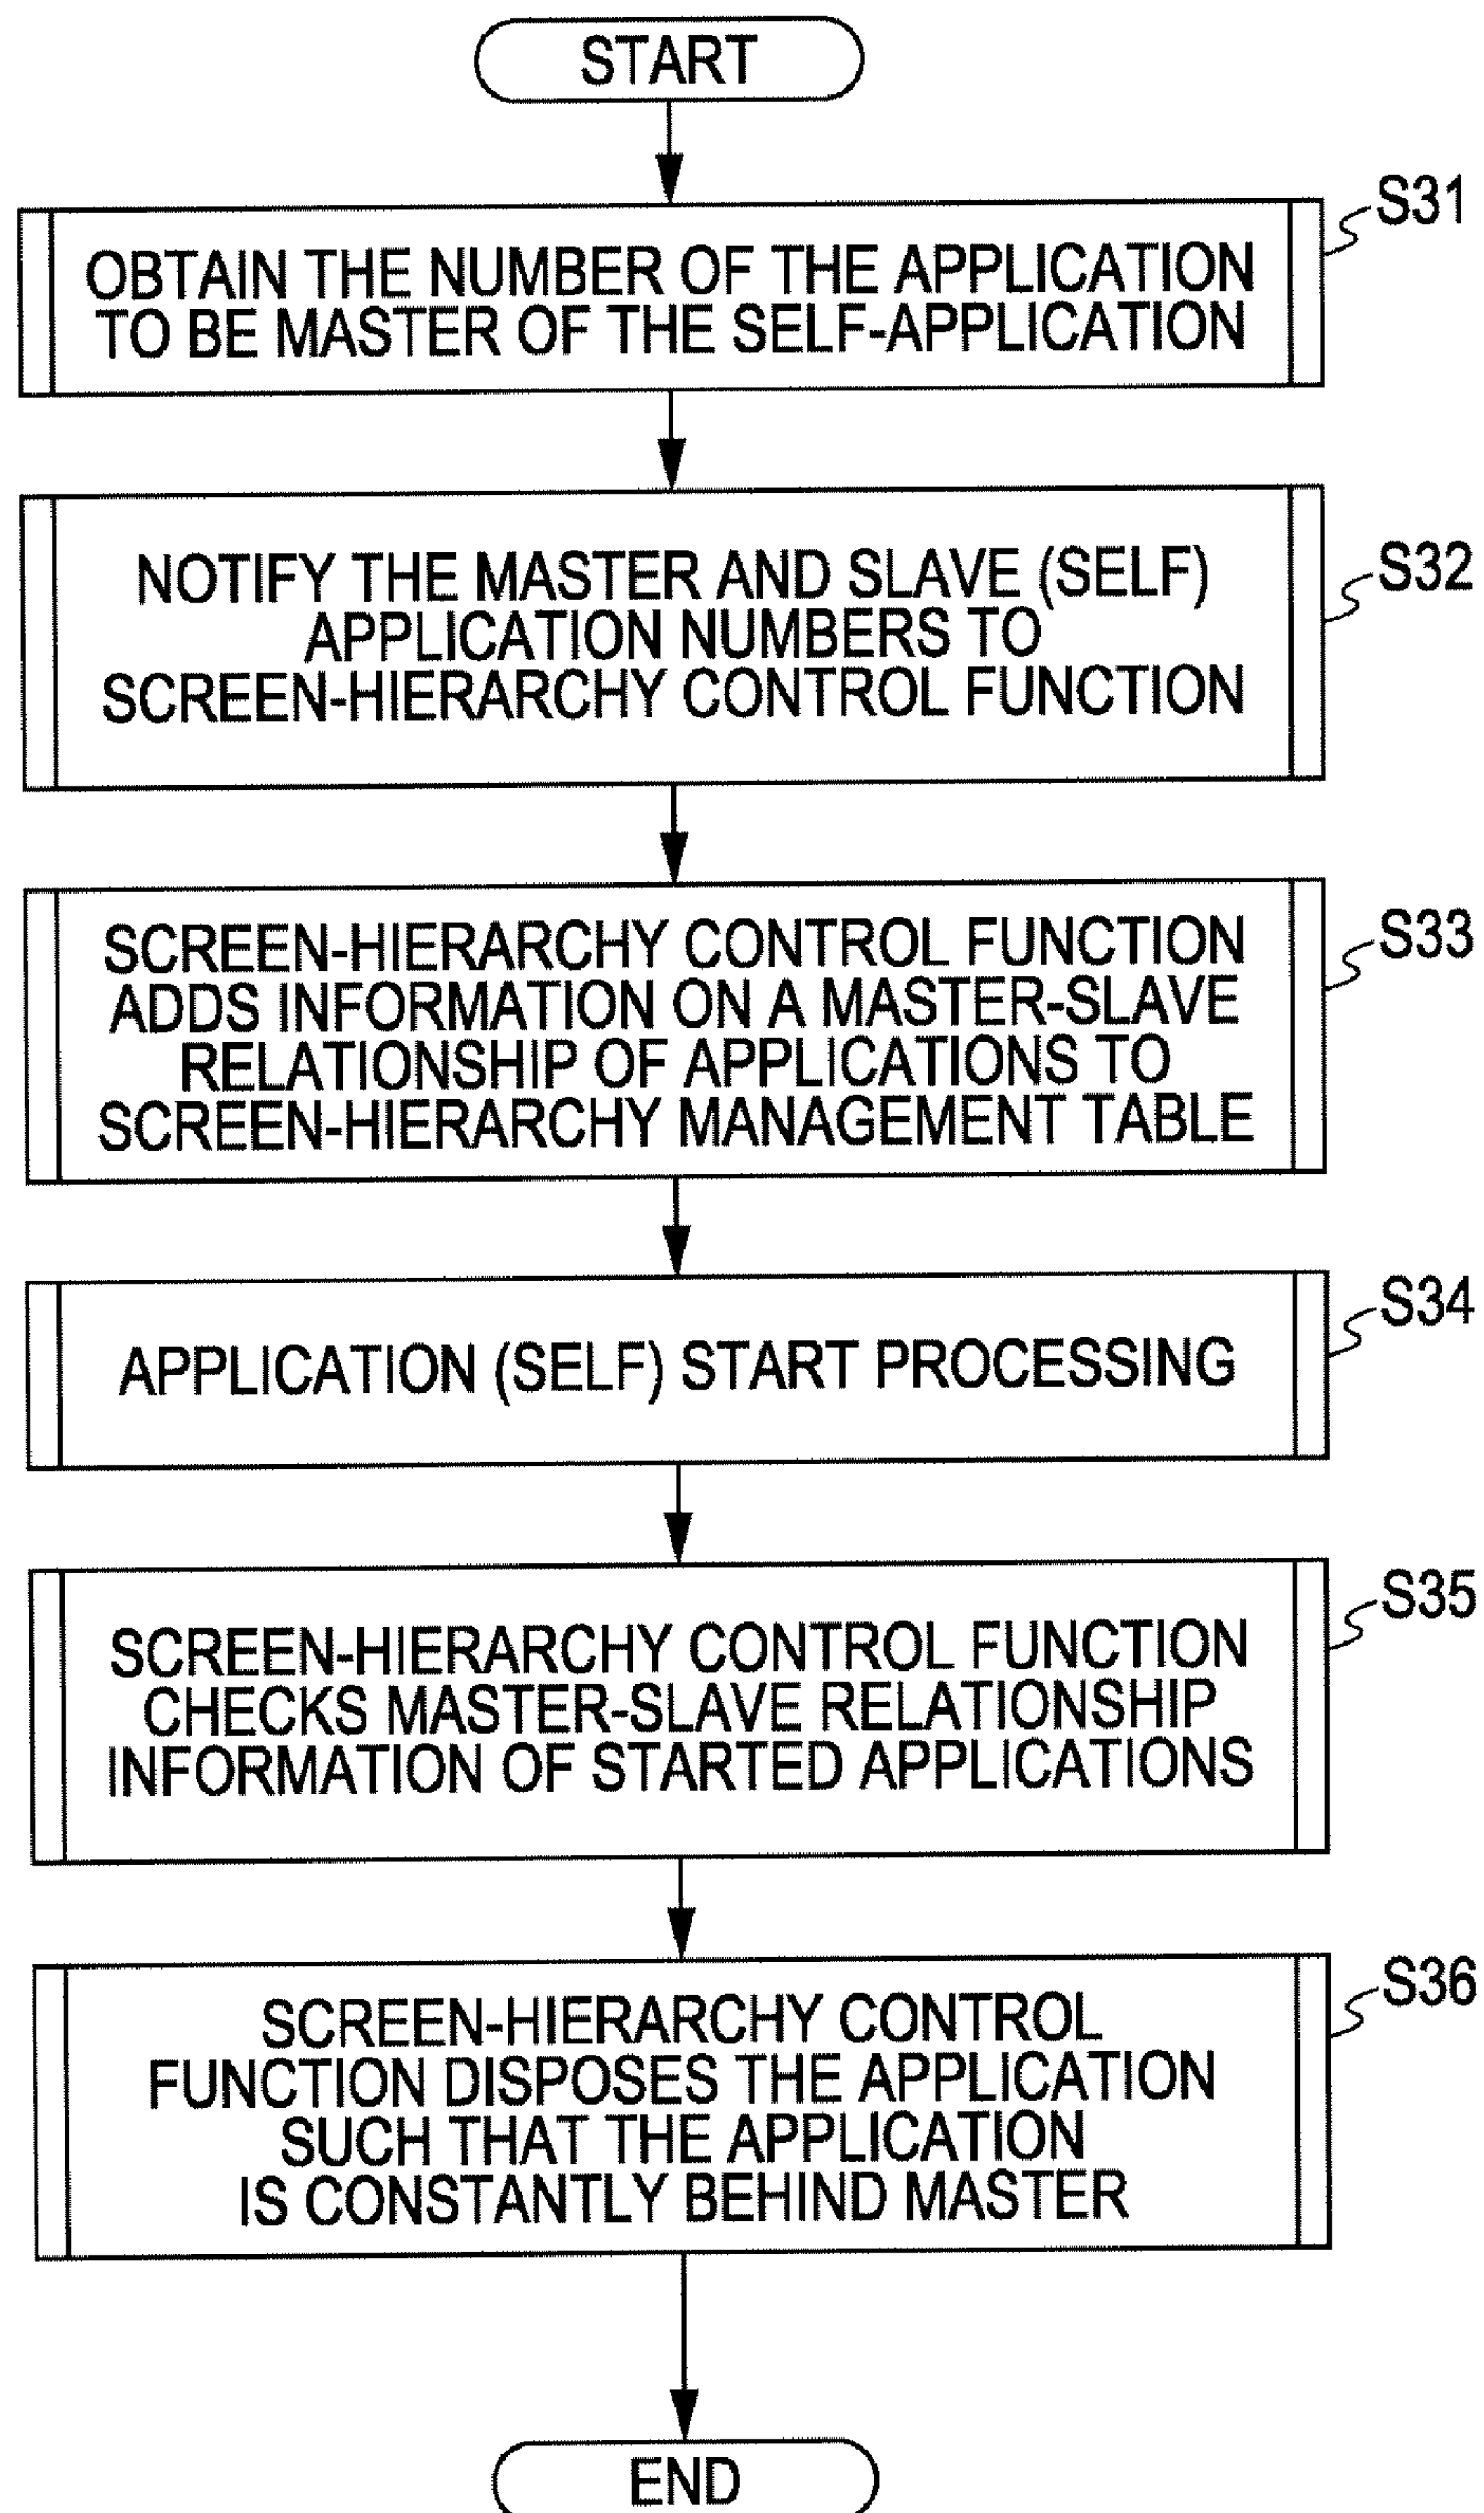 START
S31
OBTAIN THE NUMBER OF THE APPLICATION
TO BE MASTER OF THE SELF-APPLICATION
S32
NOTIFY THE MASTER AND SLAVE (SELF)
APPLICATION NUMBERS TO
SCREEN-HIERARCHY CONTROL FUNCTION
S33
SCREEN-HIERARCHY CONTROL FUNCTION
ADDS INFORMATION ON A MASTER-SLAVE
RELATIONSHIP OF APPLICATIONS TO
SCREEN-HIERARCHY MANAGEMENT TABLE
S34
APPLICATION (SELF) START PROCESSING
S35
SCREEN-HIERARCHY CONTROL FUNCTION
CHECKS MASTER-SLAVE RELATIONSHIP
INFORMATION OF STARTED APPLICATIONS
S36
SCREEN-HIERARCHY CONTROL
FUNCTION DISPOSES THE APPLICATION
SUCH THAT THE APPLICATION
IS CONSTANTLY BEHIND MASTER
END